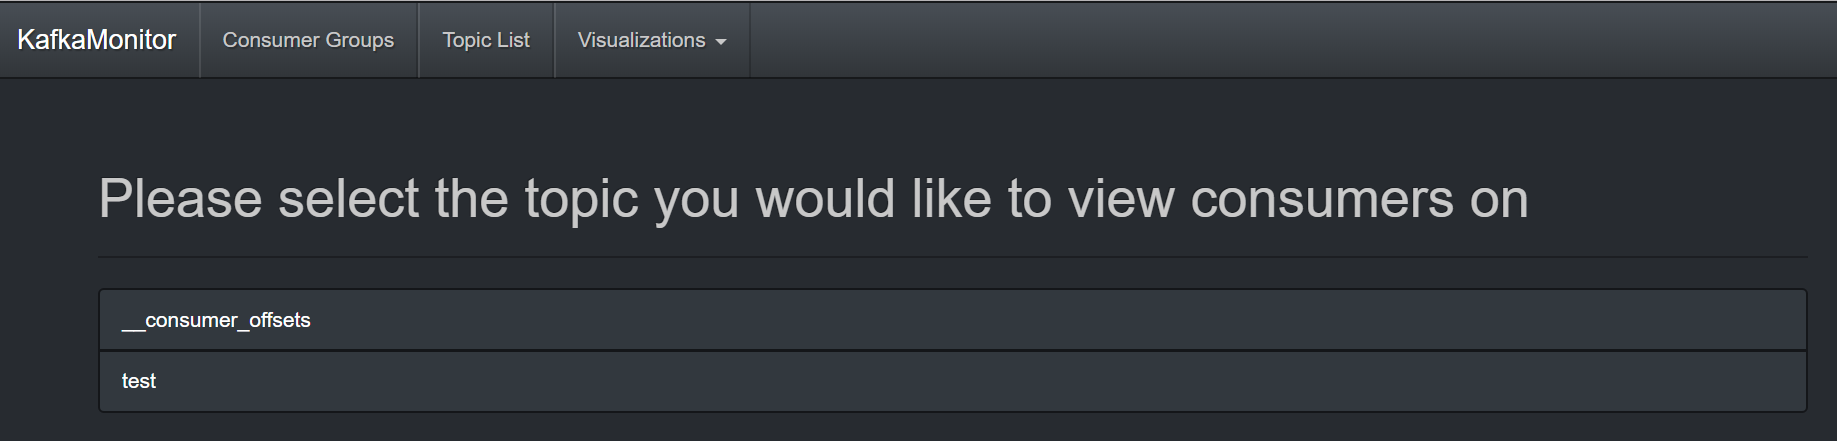 KafkaMonitor Consumer Groups Topic List Visualizations
Please select the topic you would like to view consumers on
__consumer_offsets
test